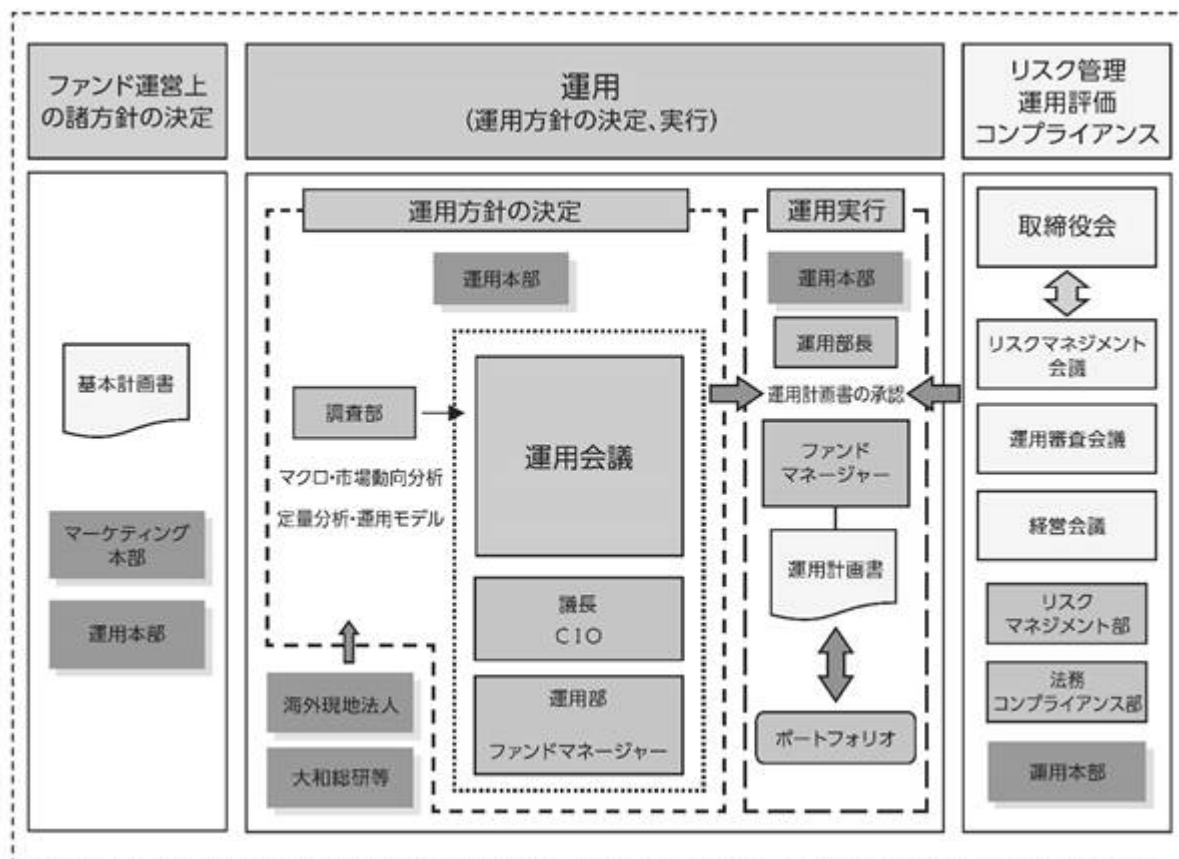 ファンド運営上
の諸方針の決定
運用
(運用方針の決定、実行)
リスク管理
運用評価
コンプライアンス
基本計画書
マーケティング
本部
運用本部
運用方針の決定
運用本部
調査部
マクロ・市場動向分析
定量分析・運用モデル
運用会議
議長
CIO
運用部
ファンドマネージャー
海外現地法人
大和総研等
運用実行
運用本部
運用部長
運用計画書の承認
ファンド
マネージャー
運用計画書
ポートフォリオ
取締役会
リスクマネジメント
会議
運用審査会議
経営会議
リスク
マネジメント部
法務
コンプライアンス部
運用本部